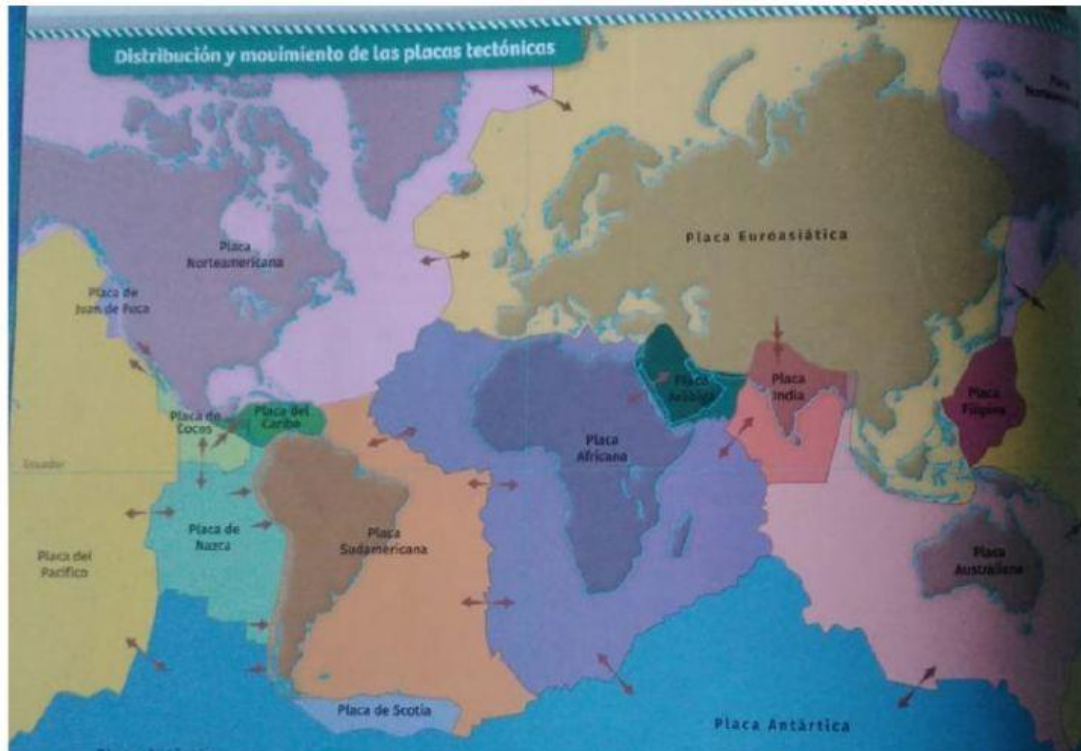 Distribución y movimiento de las placas tectónicas
Placa
Norteamericana
Placa
Norteamericana
Placa Euroasiática
Placa de
Juan de Fuca
Placa de
Cocos
Placa del
Caribe
Placa
Arábiga
Placa
India
Placa
Filipina
Placa
Africana
Ecuador
Placa de
Nazca
Placa
Sudamericana
Placa del
Pacífico
Placa
Australiana
Placa de Scotia
Placa Antártica